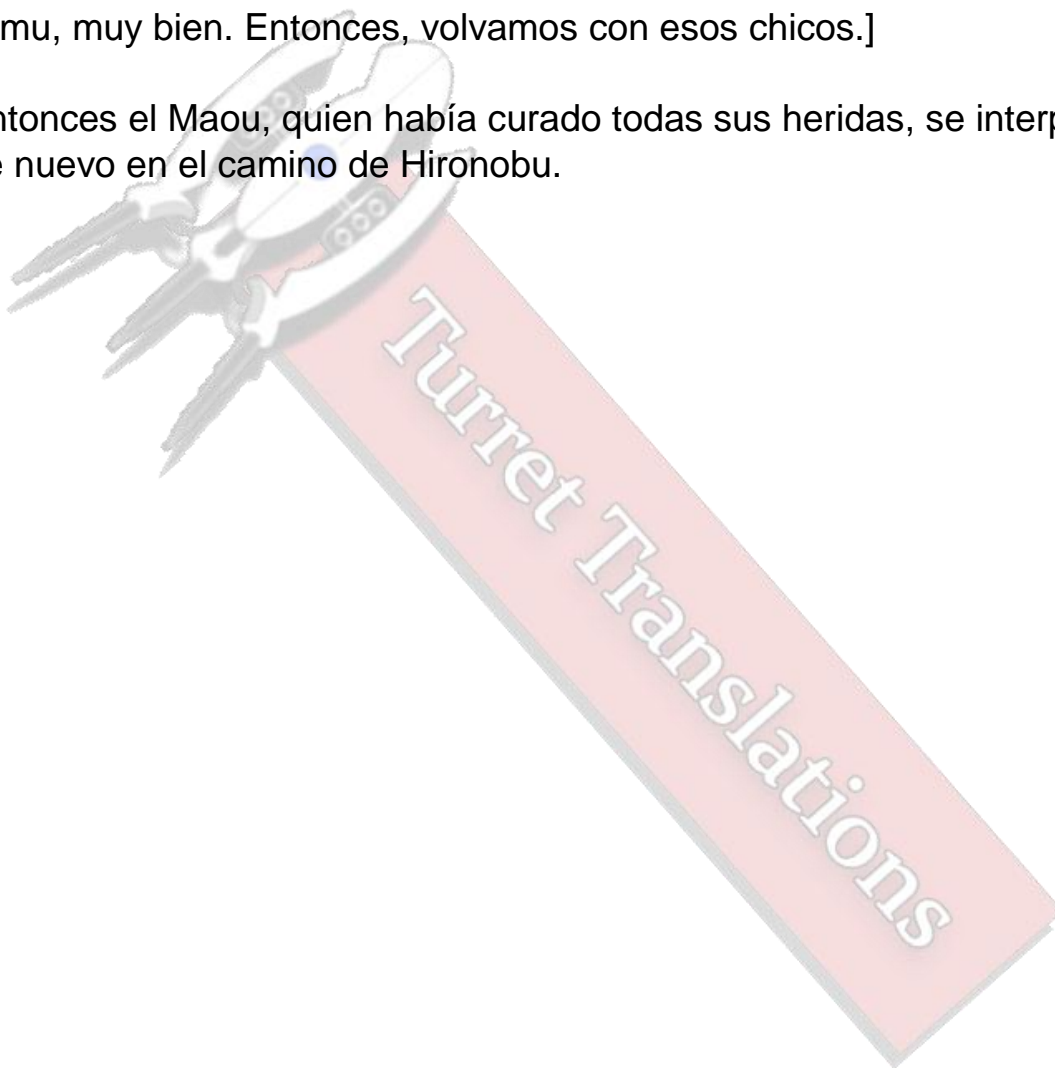 mu, muy bien. Entonces, volvamos con esos chicos.]
ntonces el Maou, quien había curado todas sus heridas, se interp
e nuevo en el camino de Hironobu.
Turret Translations